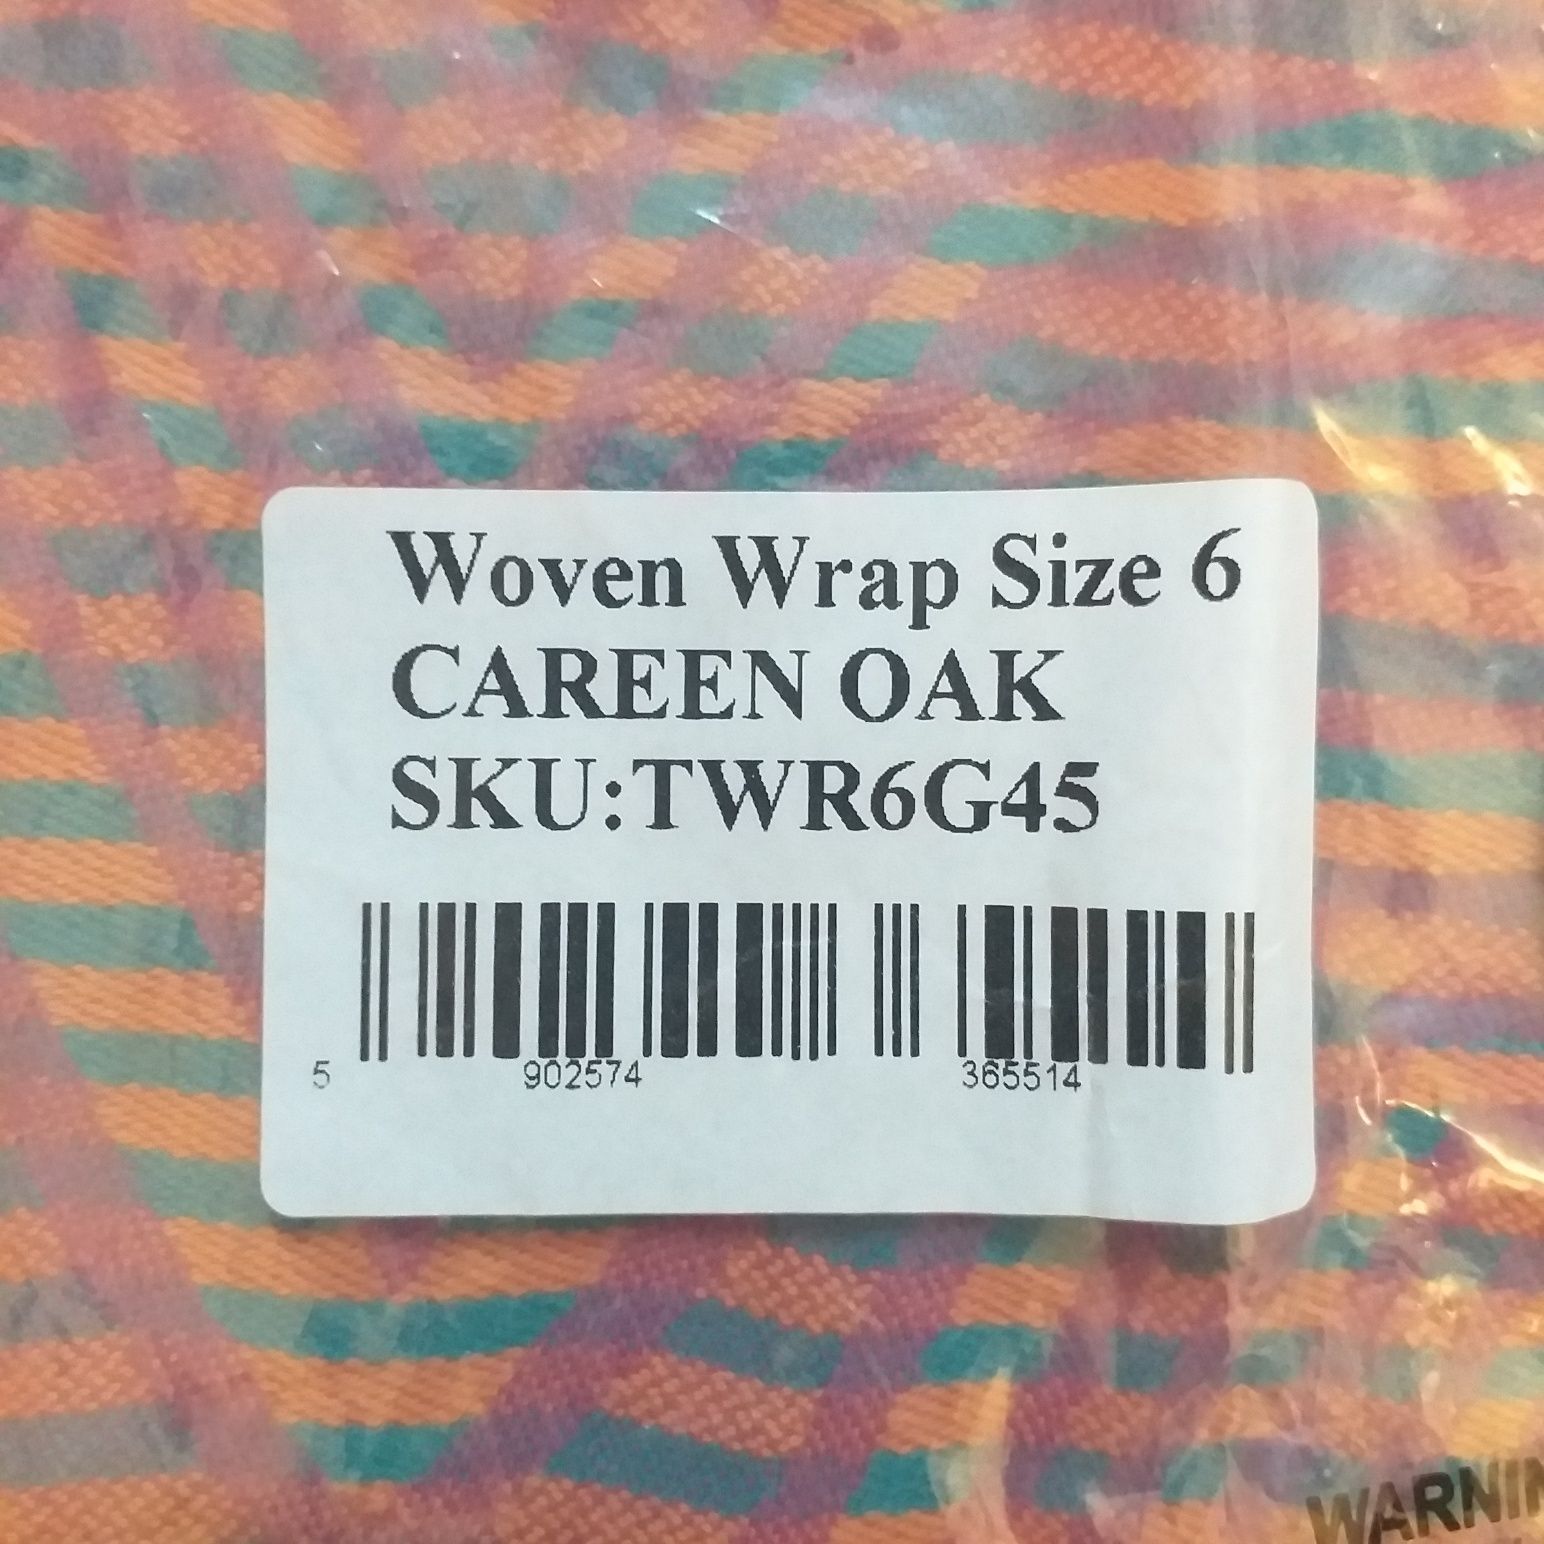 Woven Wrap Size 6
CAREEN OAK
SKU:TWR6G45
5 902574 365514